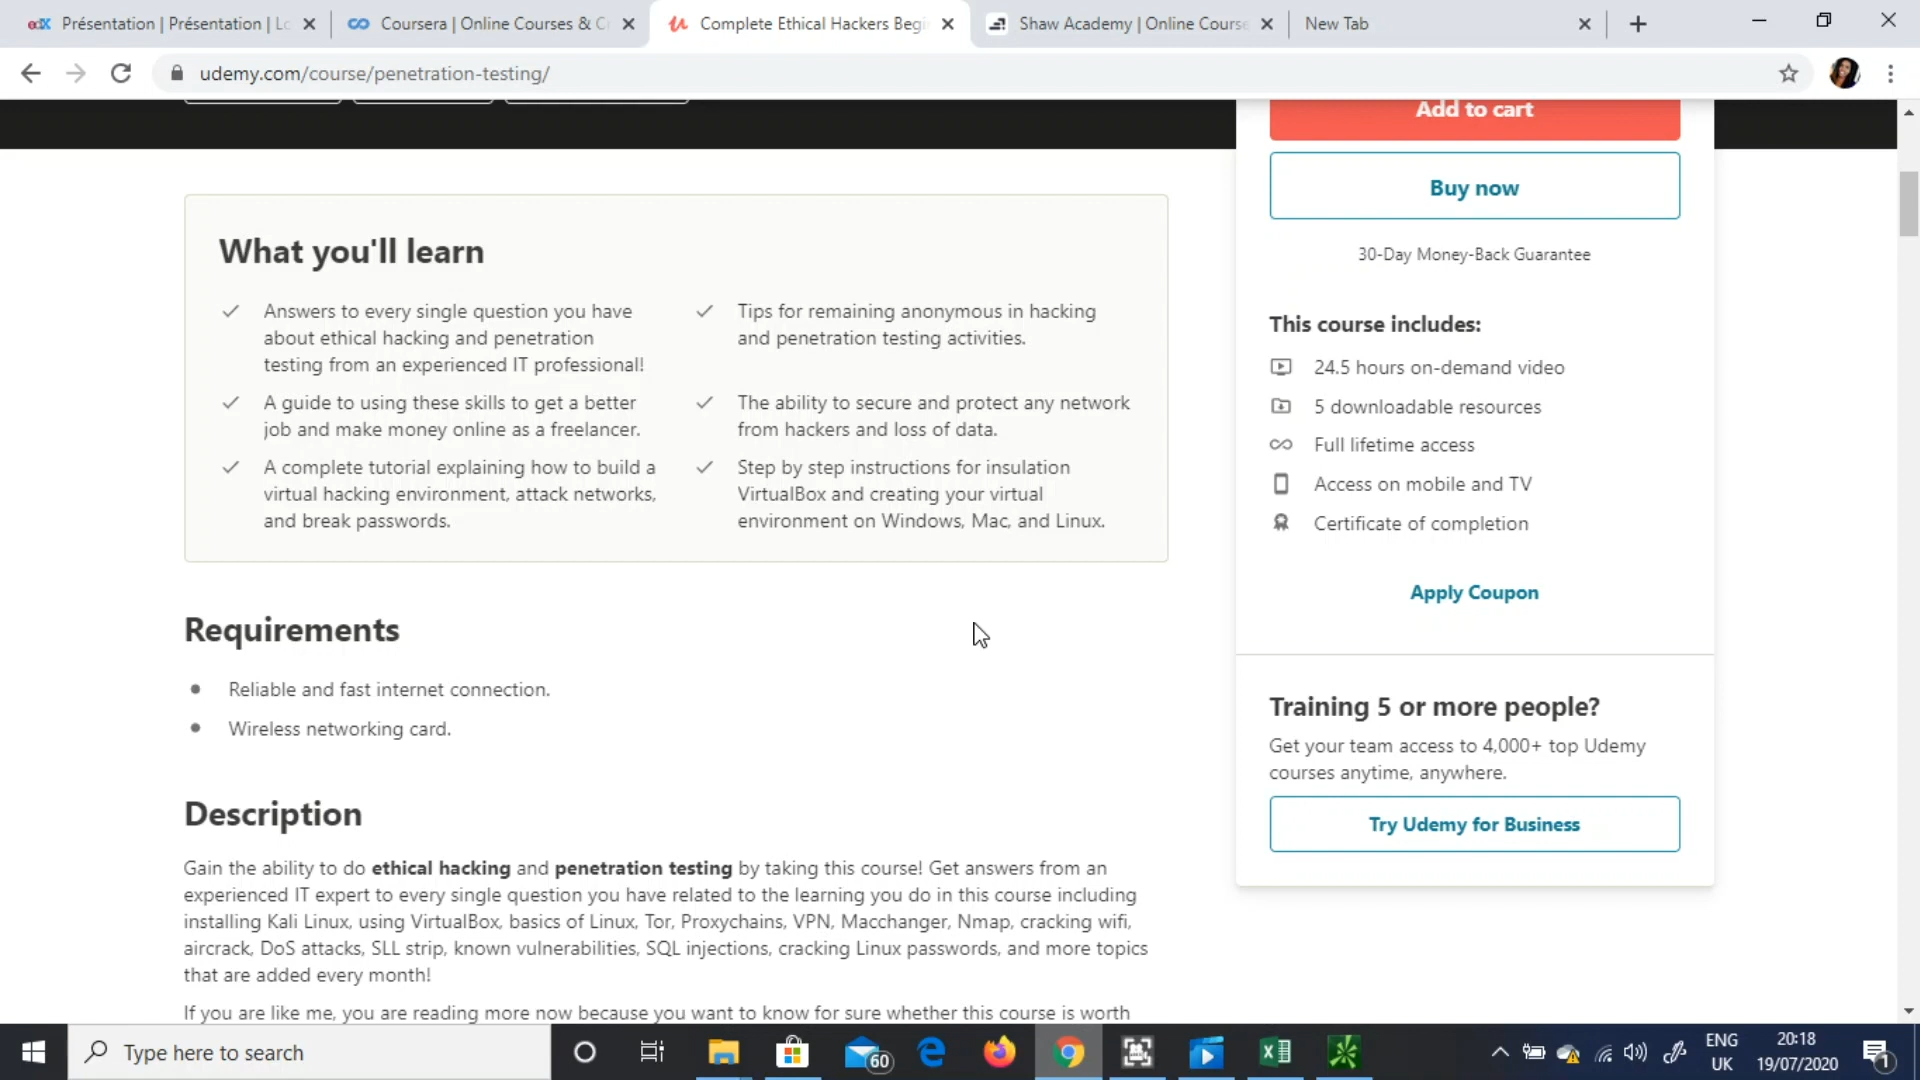 edX Présentation | Présentation | Lo
Coursera | Online Courses & C
Complete Ethical Hackers Begi
Shaw Academy | Online Course
New Tab
udemy.com/course/penetration-testing/
Add to cart
Buy now
30-Day Money-Back Guarantee
This course includes:
24.5 hours on-demand video
5 downloadable resources
Full lifetime access
Access on mobile and TV
Certificate of completion
Apply Coupon
Training 5 or more people?
Get your team access to 4,000+ top Udemy
courses anytime, anywhere.
Try Udemy for Business
What you'll learn
Answers to every single question you have
about ethical hacking and penetration
testing from an experienced IT professional!
A guide to using these skills to get a better
job and make money online as a freelancer.
A complete tutorial explaining how to build a
virtual hacking environment, attack networks,
and break passwords.
Tips for remaining anonymous in hacking
and penetration testing activities.
The ability to secure and protect any network
from hackers and loss of data.
Step by step instructions for insulation
VirtualBox and creating your virtual
environment on Windows, Mac, and Linux.
Requirements
Reliable and fast internet connection.
Wireless networking card.
Description
Gain the ability to do ethical hacking and penetration testing by taking this course! Get answers from an
experienced IT expert to every single question you have related to the learning you do in this course including
installing Kali Linux, using VirtualBox, basics of Linux, Tor, Proxychains, VPN, Macchanger, Nmap, cracking wifi,
aircrack, DoS attacks, SLL strip, known vulnerabilities, SQL injections, cracking Linux passwords, and more topics
that are added every month!
If you are like me, you are reading more now because you want to know for sure whether this course is worth
Type here to search
60
ENG
UK
20:18
19/07/2020
1